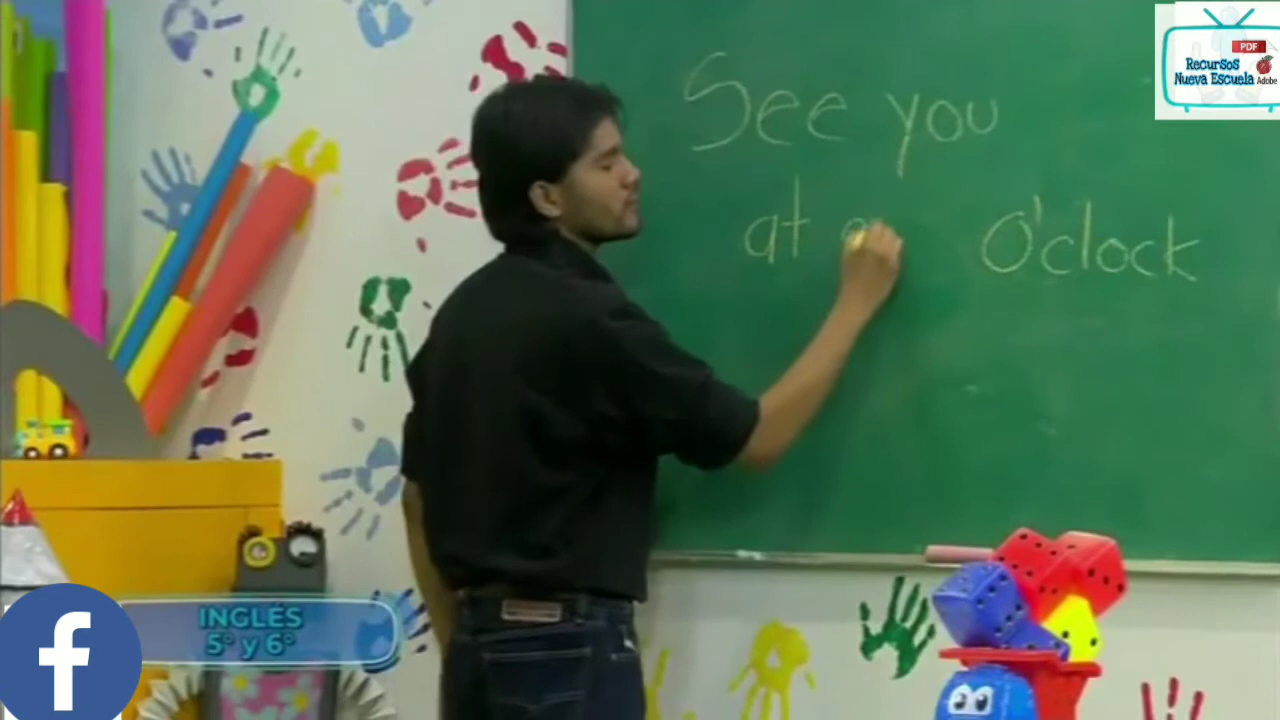 See you
at o'clock
Recursos
Nueva Escuela
PDF
Adobe
INGLÉS
5° y 6°
f